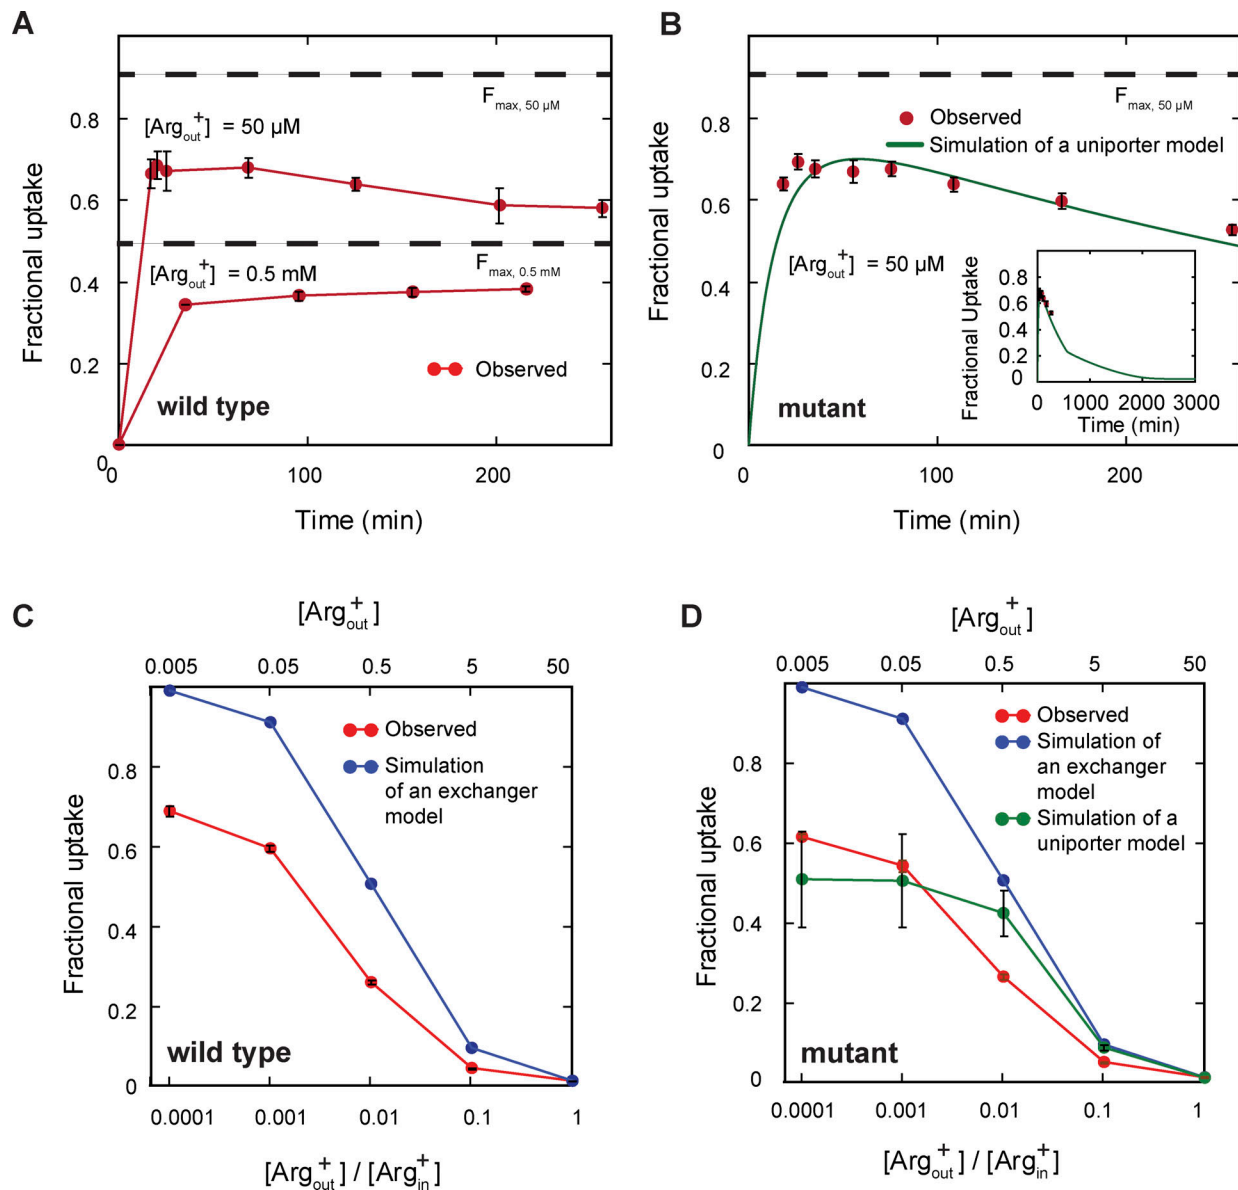 A
Fractional uptake
0.8
0.6
0.4
0.2
0
F max, 50 µM
[Arg+out] = 50 µM
[Arg+out] = 0.5 mM
F max, 0.5 mM
Observed
wild type
0
100
200
Time (min)
B
Fractional uptake
0.8
0.6
0.4
0.2
0
F max, 50 µM
Observed
Simulation of a uniporter model
[Arg+out] = 50 µM
mutant
Fractional Uptake
0.8
0.6
0.4
0.2
0
0
1000
2000
3000
Time (min)
0
100
200
Time (min)
C
[Arg+out]
0.005
0.05
0.5
5
50
Fractional uptake
0.8
0.6
0.4
0.2
0
Observed
Simulation
of an exchanger
model
wild type
0.0001
0.001
0.01
0.1
1
[Arg+out] / [Arg+in]
D
[Arg+out]
0.005
0.05
0.5
5
50
Fractional uptake
0.8
0.6
0.4
0.2
0
Observed
Simulation of
an exchanger
model
Simulation of a
uniporter model
mutant
0.0001
0.001
0.01
0.1
1
[Arg+out] / [Arg+in]